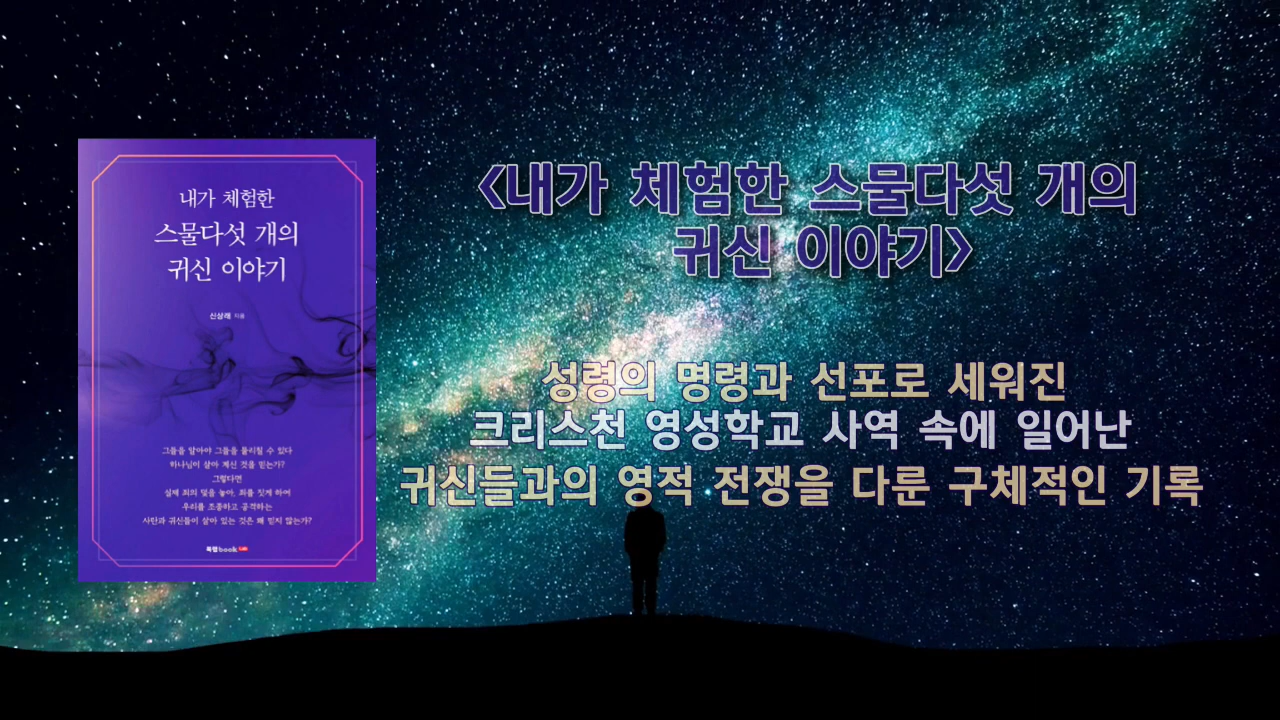 내가 체험한
스물다섯 개의
귀신 이야기
신상래 지음
그들을 알아야 그들을 물리칠 수 있다
하나님이 살아 계신 것을 믿는가?
그렇다면
실제 죄의 덫을 놓아, 죄를 짓게 하여
우리를 조종하고 공격하는
사탄과 귀신들이 살아 있는 것은 왜 믿지 않는가?
북랩book
<내가 체험한 스물다섯 개의
귀신 이야기>
성령의 명령과 선포로 세워진
크리스천 영성학교 사역 속에 일어난
귀신들과의 영적 전쟁을 다룬 구체적인 기록